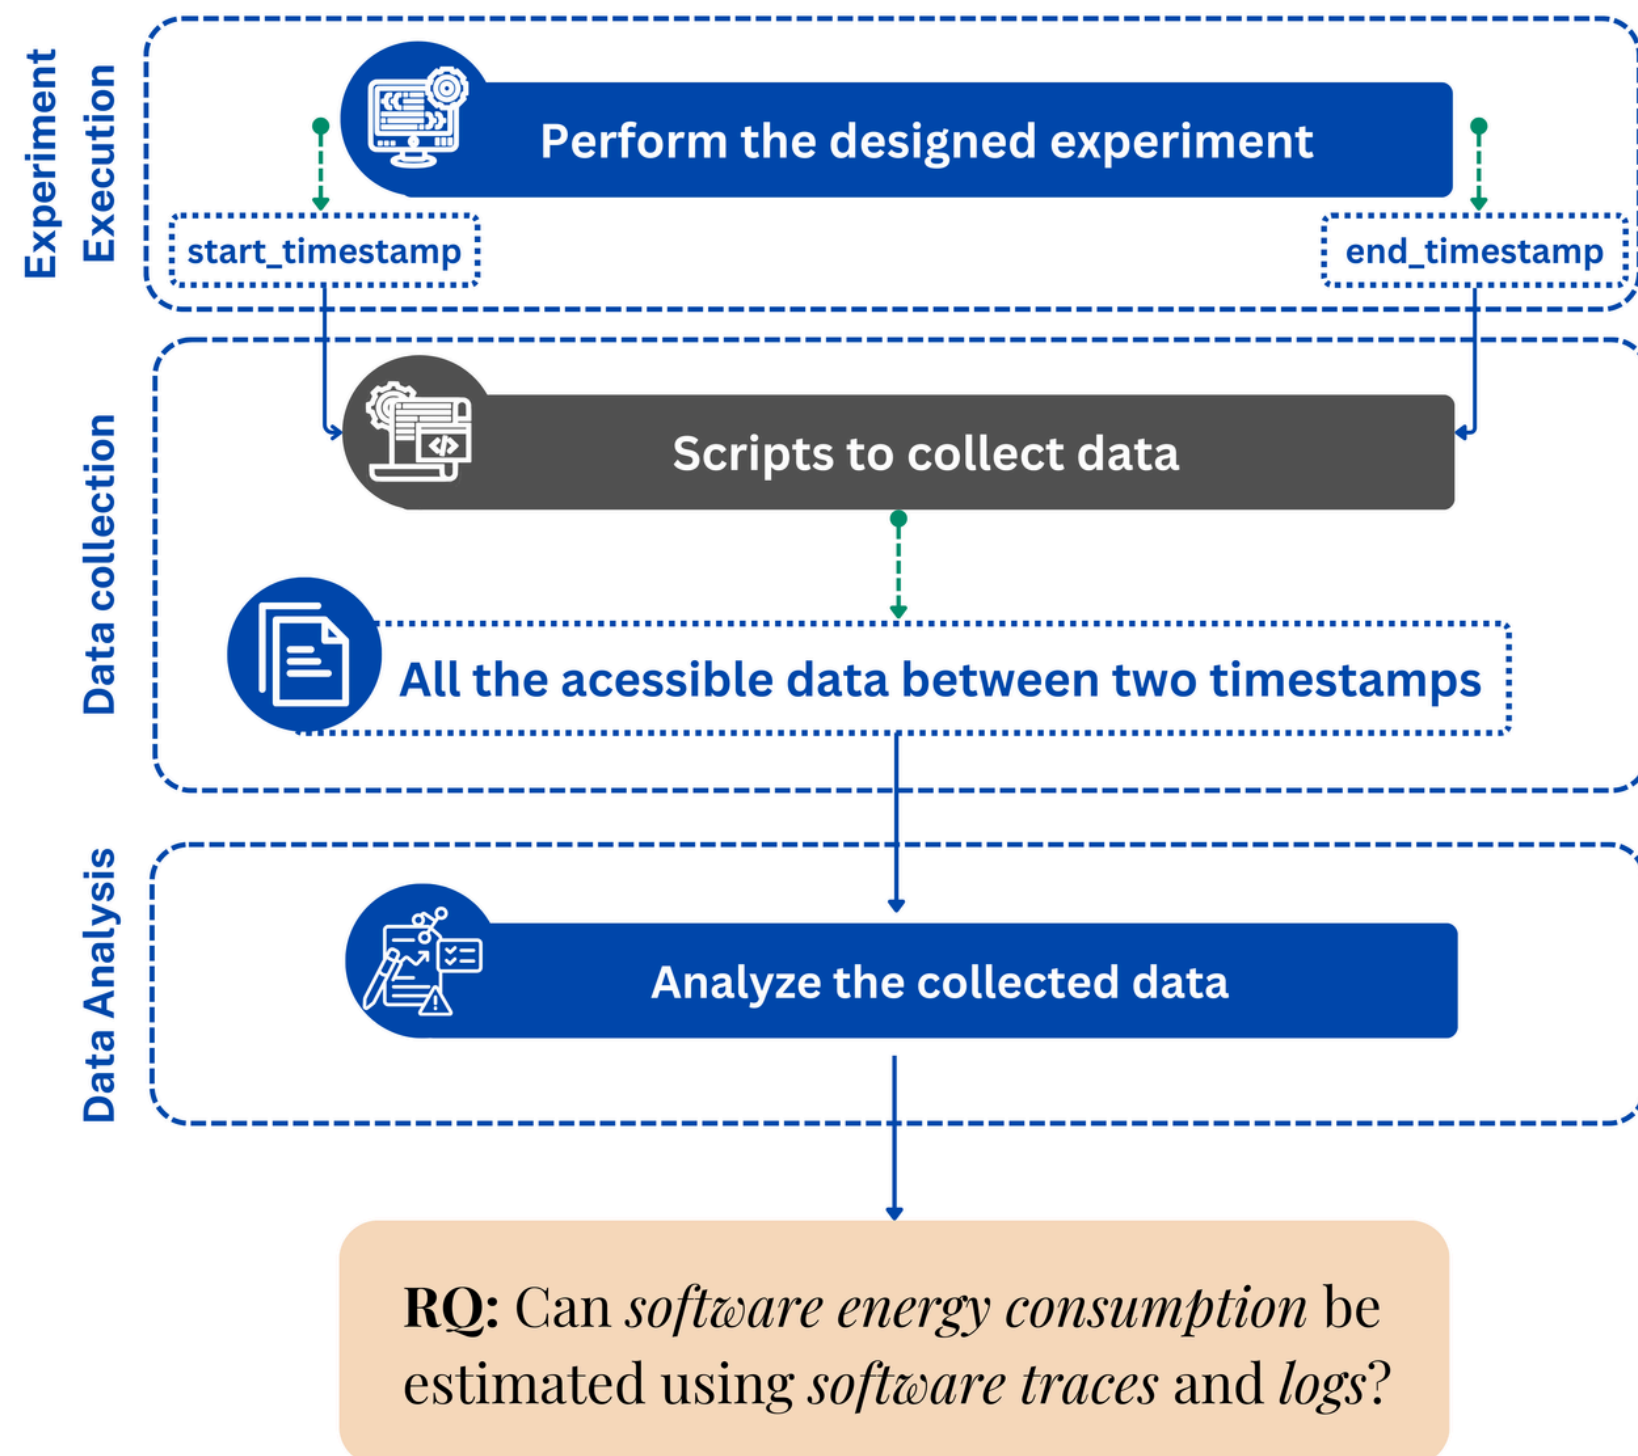 Experiment
Execution
Perform the designed experiment
start_timestamp
end_timestamp
Data collection
Scripts to collect data
All the acessible data between two timestamps
Data Analysis
Analyze the collected data
RQ: Can software energy consumption be
estimated using software traces and logs?